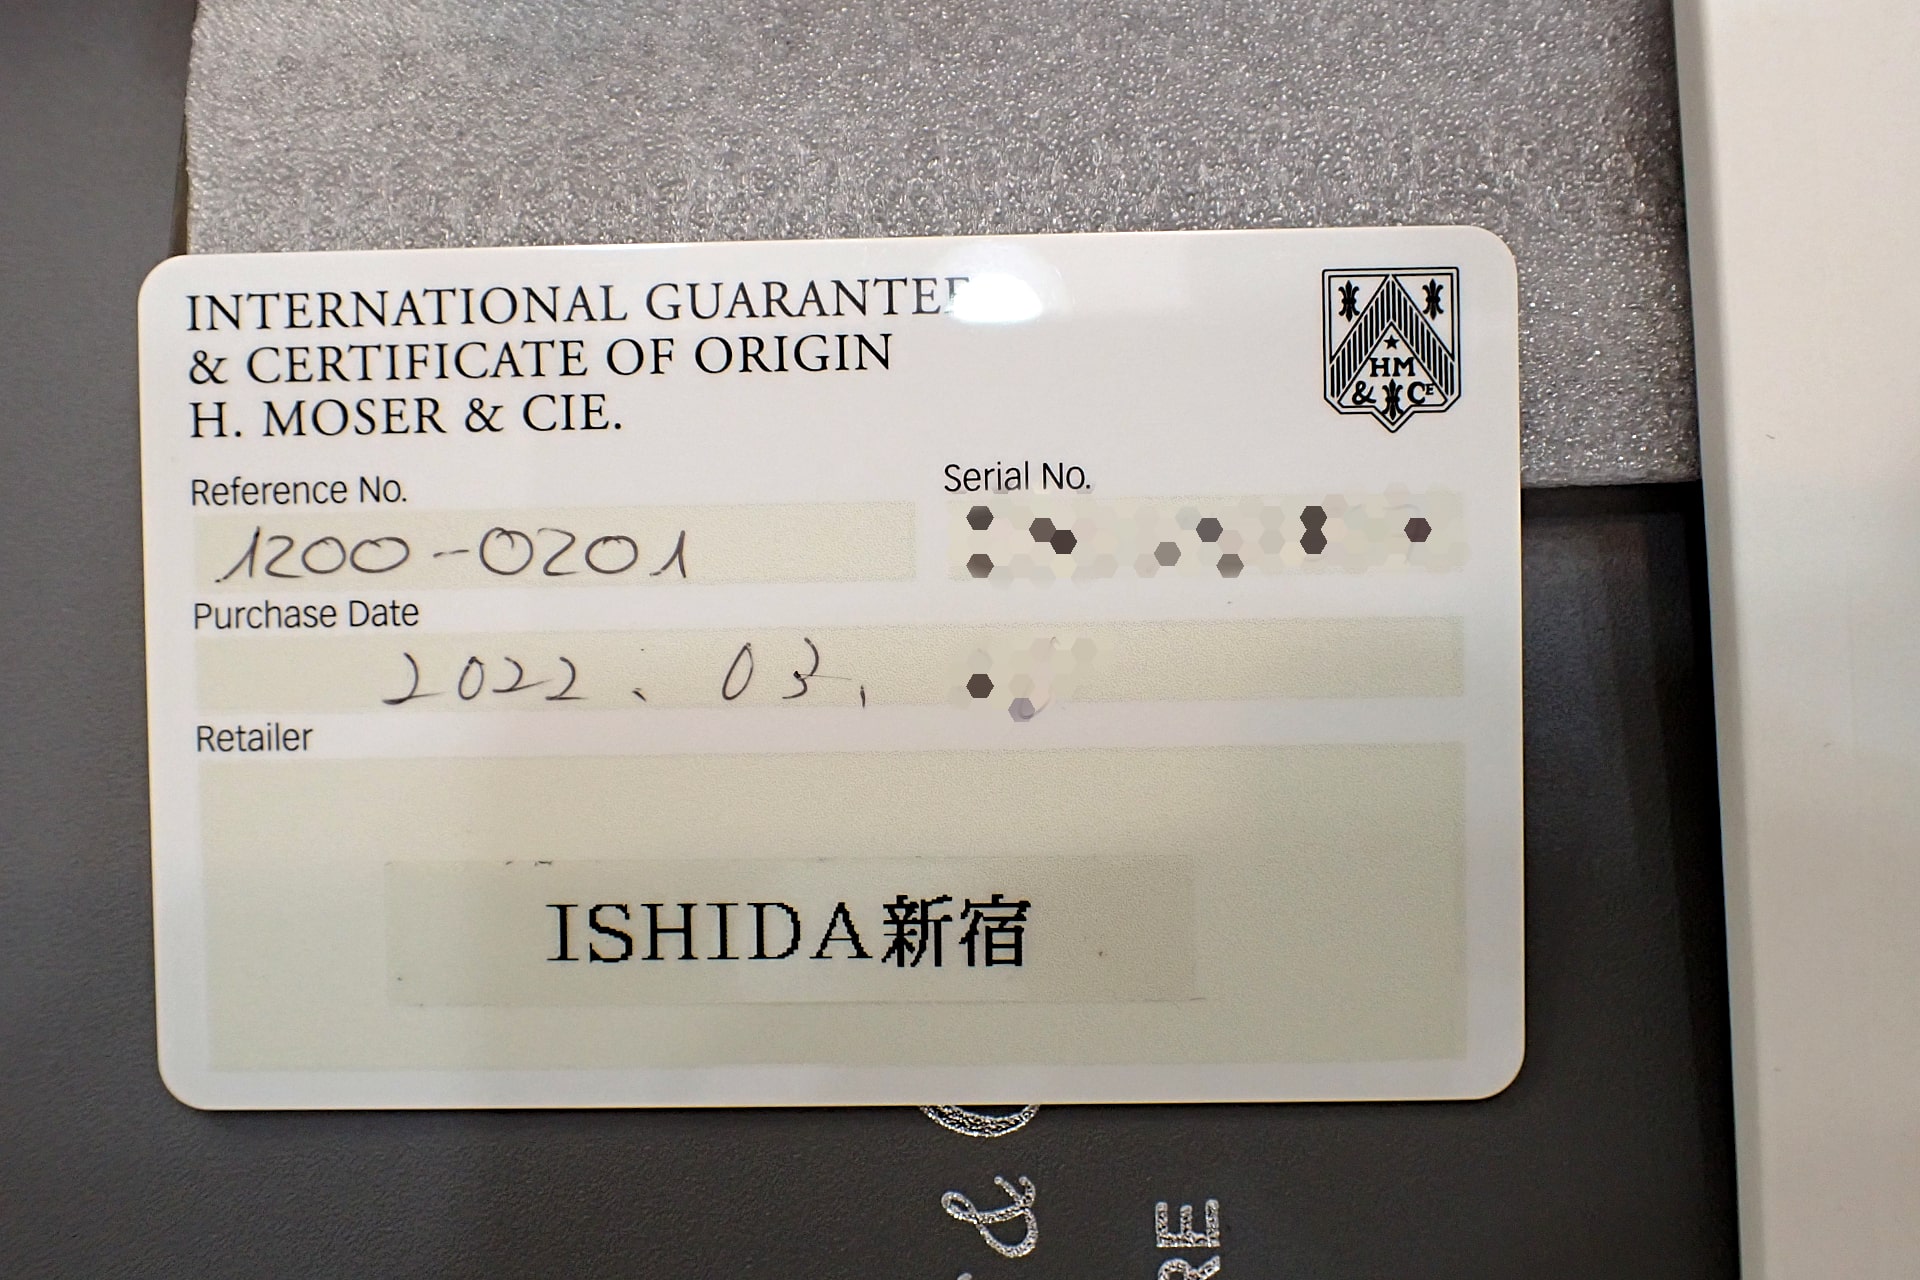 INTERNATIONAL GUARANTEE
& CERTIFICATE OF ORIGIN
H. MOSER & CIE.
HM
& CE
Reference No.
1200-0201
Serial No.
Purchase Date
2022、03、
Retailer
ISHIDA新宿
&
RE